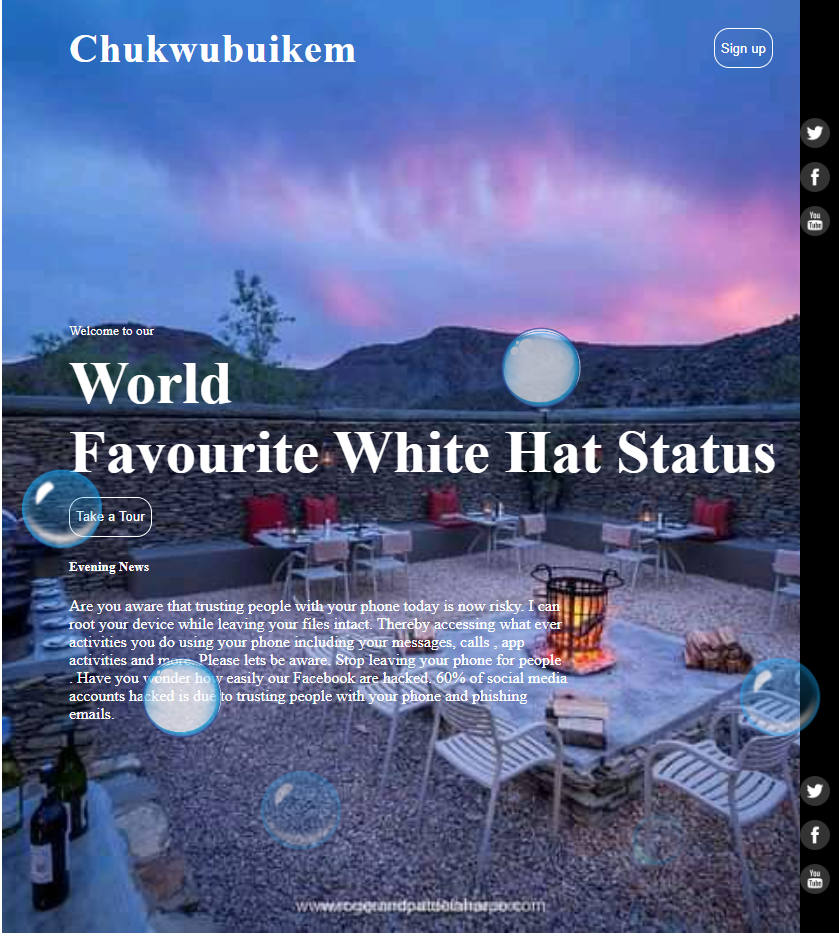 Chukwubuikem
Sign up
You
Tube
Welcome to our
World
Favourite White Hat Status
Take a Tour
Evening News
Are you aware that trusting people with your phone today is now risky. I can
root your device while leaving your files intact. Thereby accessing what ever
activities you do using your phone including your messages, calls , app
activities and more. Please lets be aware. Stop leaving your phone for people
. Have you wonder how easily our Facebook are hacked. 60% of social media
accounts hacked is due to trusting people with your phone and phishing
emails.
You
Tube